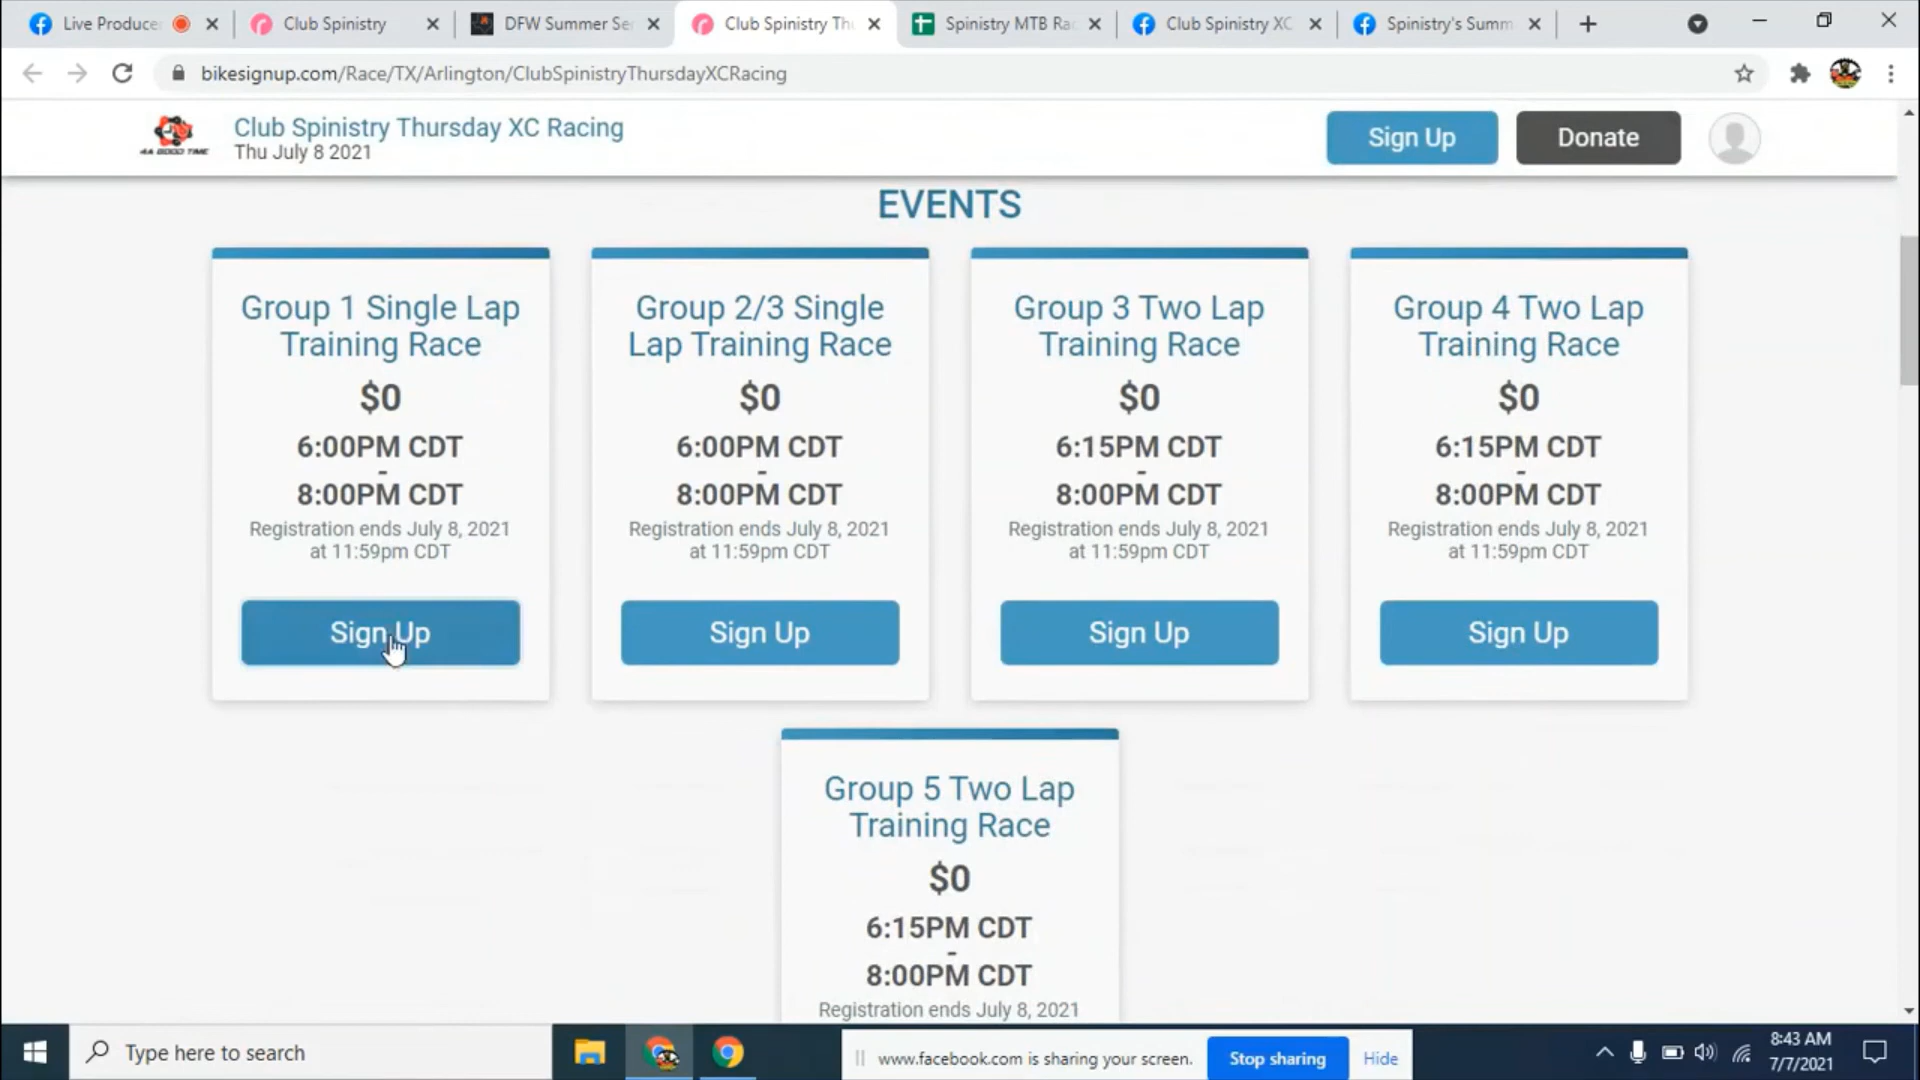 Live Produce
Club Spinistry
DFW Summer Se
Club Spinistry Th
Spinistry MTB Ra
Club Spinistry XC
Spinistry's Summ
bikesignup.com/Race/TX/Arlington/ClubSpinistryThursdayXCRacing
4A GOOD TIME
Club Spinistry Thursday XC Racing
Thu July 8 2021
Sign Up
Donate
EVENTS
Group 1 Single Lap
Training Race
$0
6:00PM CDT
-
8:00PM CDT
Registration ends July 8, 2021
at 11:59pm CDT
Sign Up
Group 2/3 Single
Lap Training Race
$0
6:00PM CDT
-
8:00PM CDT
Registration ends July 8, 2021
at 11:59pm CDT
Sign Up
Group 3 Two Lap
Training Race
$0
6:15PM CDT
-
8:00PM CDT
Registration ends July 8, 2021
at 11:59pm CDT
Sign Up
Group 4 Two Lap
Training Race
$0
6:15PM CDT
-
8:00PM CDT
Registration ends July 8, 2021
at 11:59pm CDT
Sign Up
Group 5 Two Lap
Training Race
$0
6:15PM CDT
-
8:00PM CDT
Registration ends July 8, 2021
Type here to search
www.facebook.com is sharing your screen.
Stop sharing
Hide
8:43 AM
7/7/2021